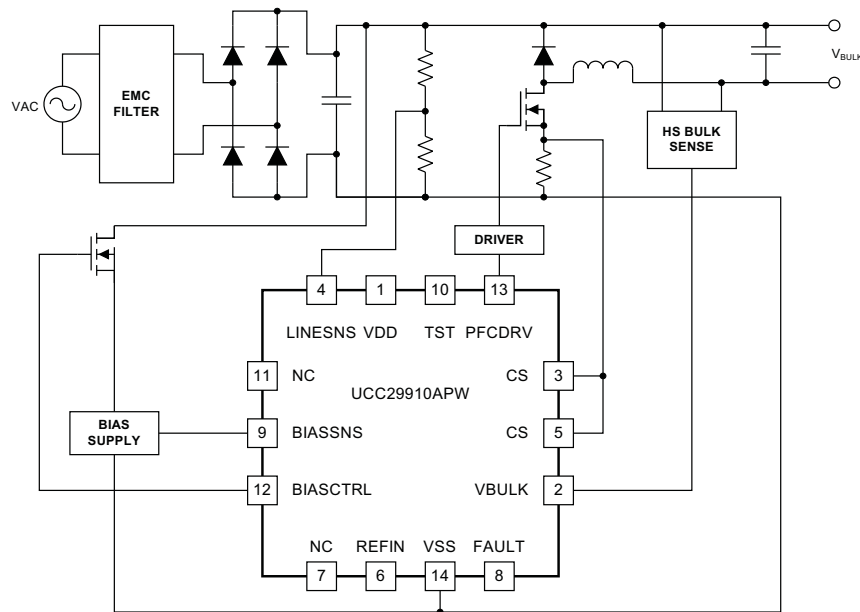 VAC
EMC
FILTER
V_BULK
HS BULK
SENSE
DRIVER
4
1
10
13
LINESNS
VDD
TST
PFCDRV
11
NC
CS
3
UCC29910APW
BIAS
SUPPLY
9
BIASSNS
CS
5
12
BIASCTRL
VBULK
2
NC
REFIN
VSS
FAULT
7
6
14
8